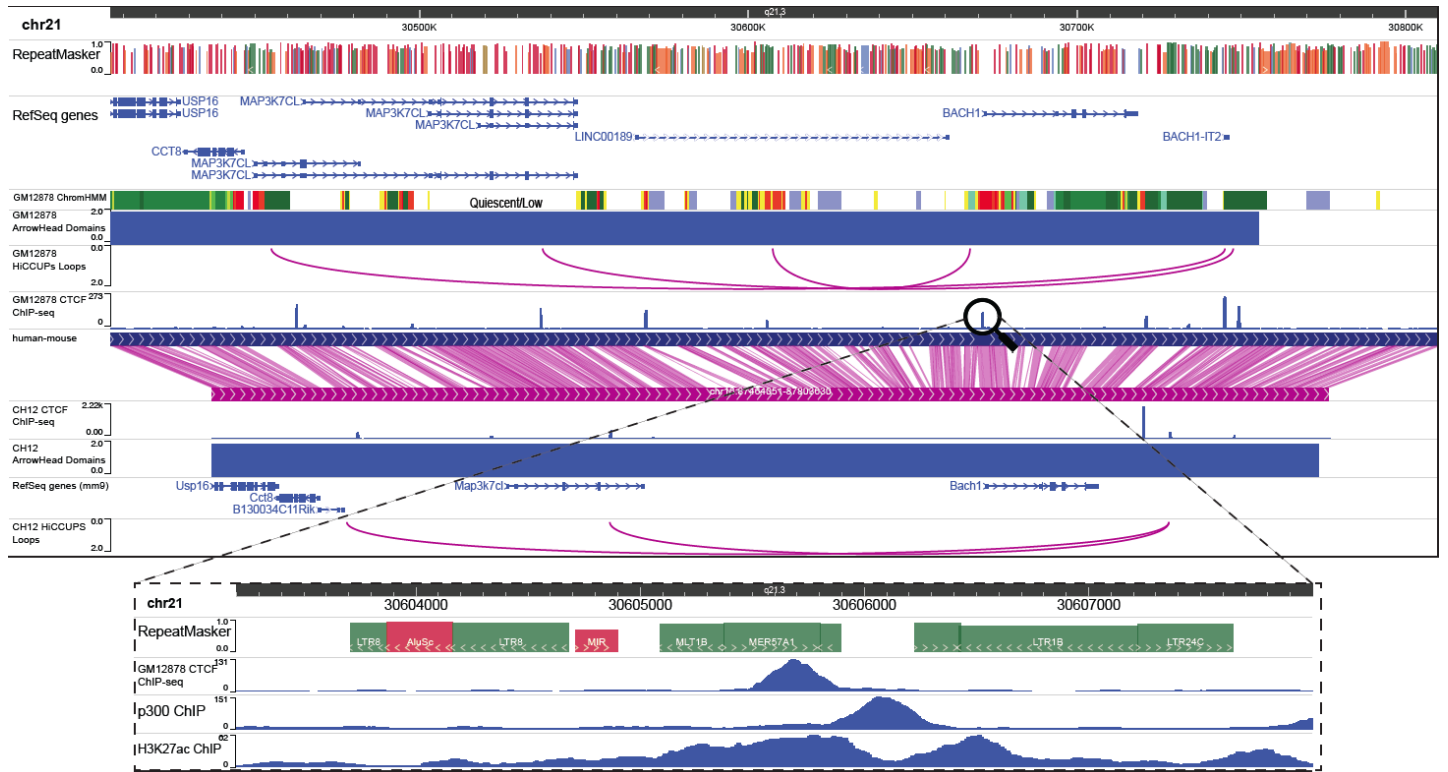 chr21
q21.3
30500K
30600K
30700K
30800K
RepeatMasker
1.0
0.0
RefSeq genes
USP16
MAP3K7CL
USP16
MAP3K7CL
BACH1
MAP3K7CL
LINC00189
BACH1-IT2
CCT8
MAP3K7CL
MAP3K7CL
GM12878 ChromHMM
Quiescent/Low
GM12878
ArrowHead Domains
2.0
0.0
GM12878
HiCCUPs Loops
0.0
2.0
GM12878 CTCF
ChIP-seq
273
0
human-mouse
CH12 CTCF
ChIP-seq
2.22k
0.00
CH12
ArrowHead Domains
2.0
0.0
RefSeq genes (mm9)
Usp16
Map3k7cl
Bach1
Cct8
B130034C11Rik
CH12 HiCCUPS
Loops
0.0
2.0
chr21
q21.3
30604000
30605000
30606000
30607000
RepeatMasker
1.0
0.0
LTR8
AluSc
LTR8
MIR
MLT1B
MER57A1
LTR1B
LTR24C
GM12878 CTCF
ChIP-seq
131
0
p300 ChIP
151
0
H3K27ac ChIP
62
0